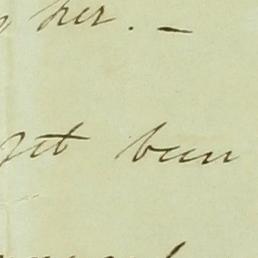 her. —
yet been